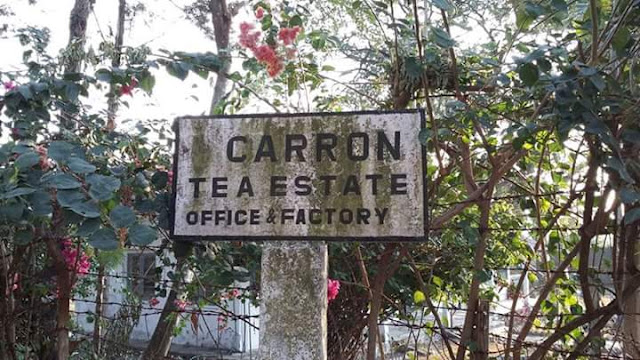 CARRON
TEA ESTATE
OFFICE & FACTORY